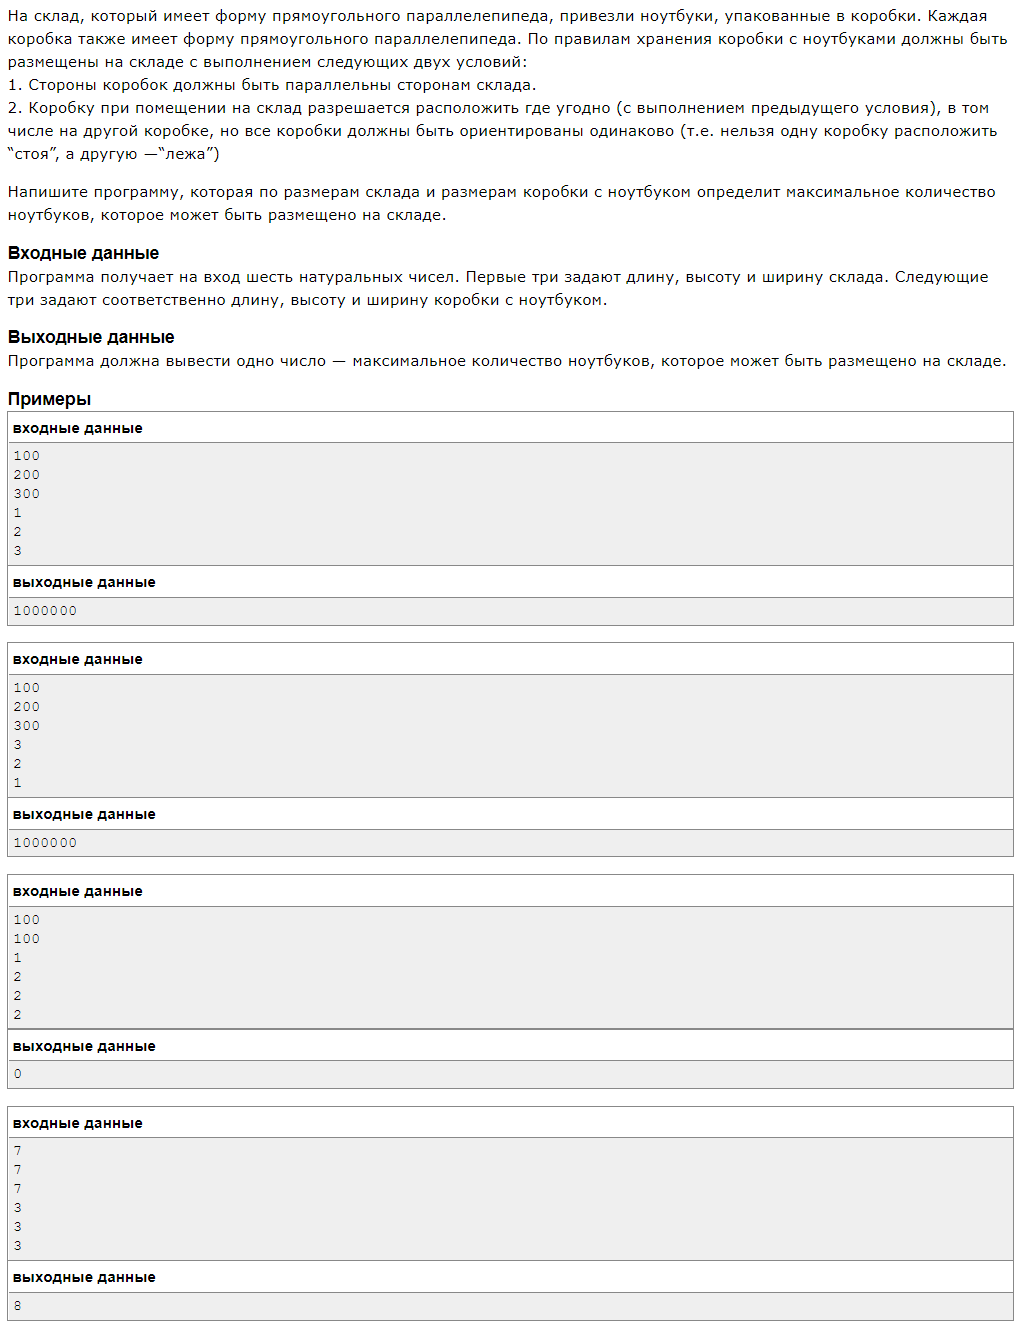 На склад, который имеет форму прямоугольного параллелепипеда, привезли ноутбуки, упакованные в коробки. Каждая
коробка также имеет форму прямоугольного параллелепипеда. По правилам хранения коробки с ноутбуками должны быть
размещены на складе с выполнением следующих двух условий:
1. Стороны коробок должны быть параллельны сторонам склада.
2. Коробку при помещении на склад разрешается расположить где угодно (с выполнением предыдущего условия), в том
числе на другой коробке, но все коробки должны быть ориентированы одинаково (т.е. нельзя одну коробку расположить
“стоя”, а другую —“лежа”)
Напишите программу, которая по размерам склада и размерам коробки с ноутбуком определит максимальное количество
ноутбуков, которое может быть размещено на складе.
Входные данные
Программа получает на вход шесть натуральных чисел. Первые три задают длину, высоту и ширину склада. Следующие
три задают соответственно длину, высоту и ширину коробки с ноутбуком.
Выходные данные
Программа должна вывести одно число — максимальное количество ноутбуков, которое может быть размещено на складе.
Примеры
входные данные
100
200
300
1
2
3
выходные данные
1000000
входные данные
100
200
300
3
2
1
выходные данные
1000000
входные данные
100
100
1
2
2
2
выходные данные
0
входные данные
7
7
7
3
3
3
выходные данные
8